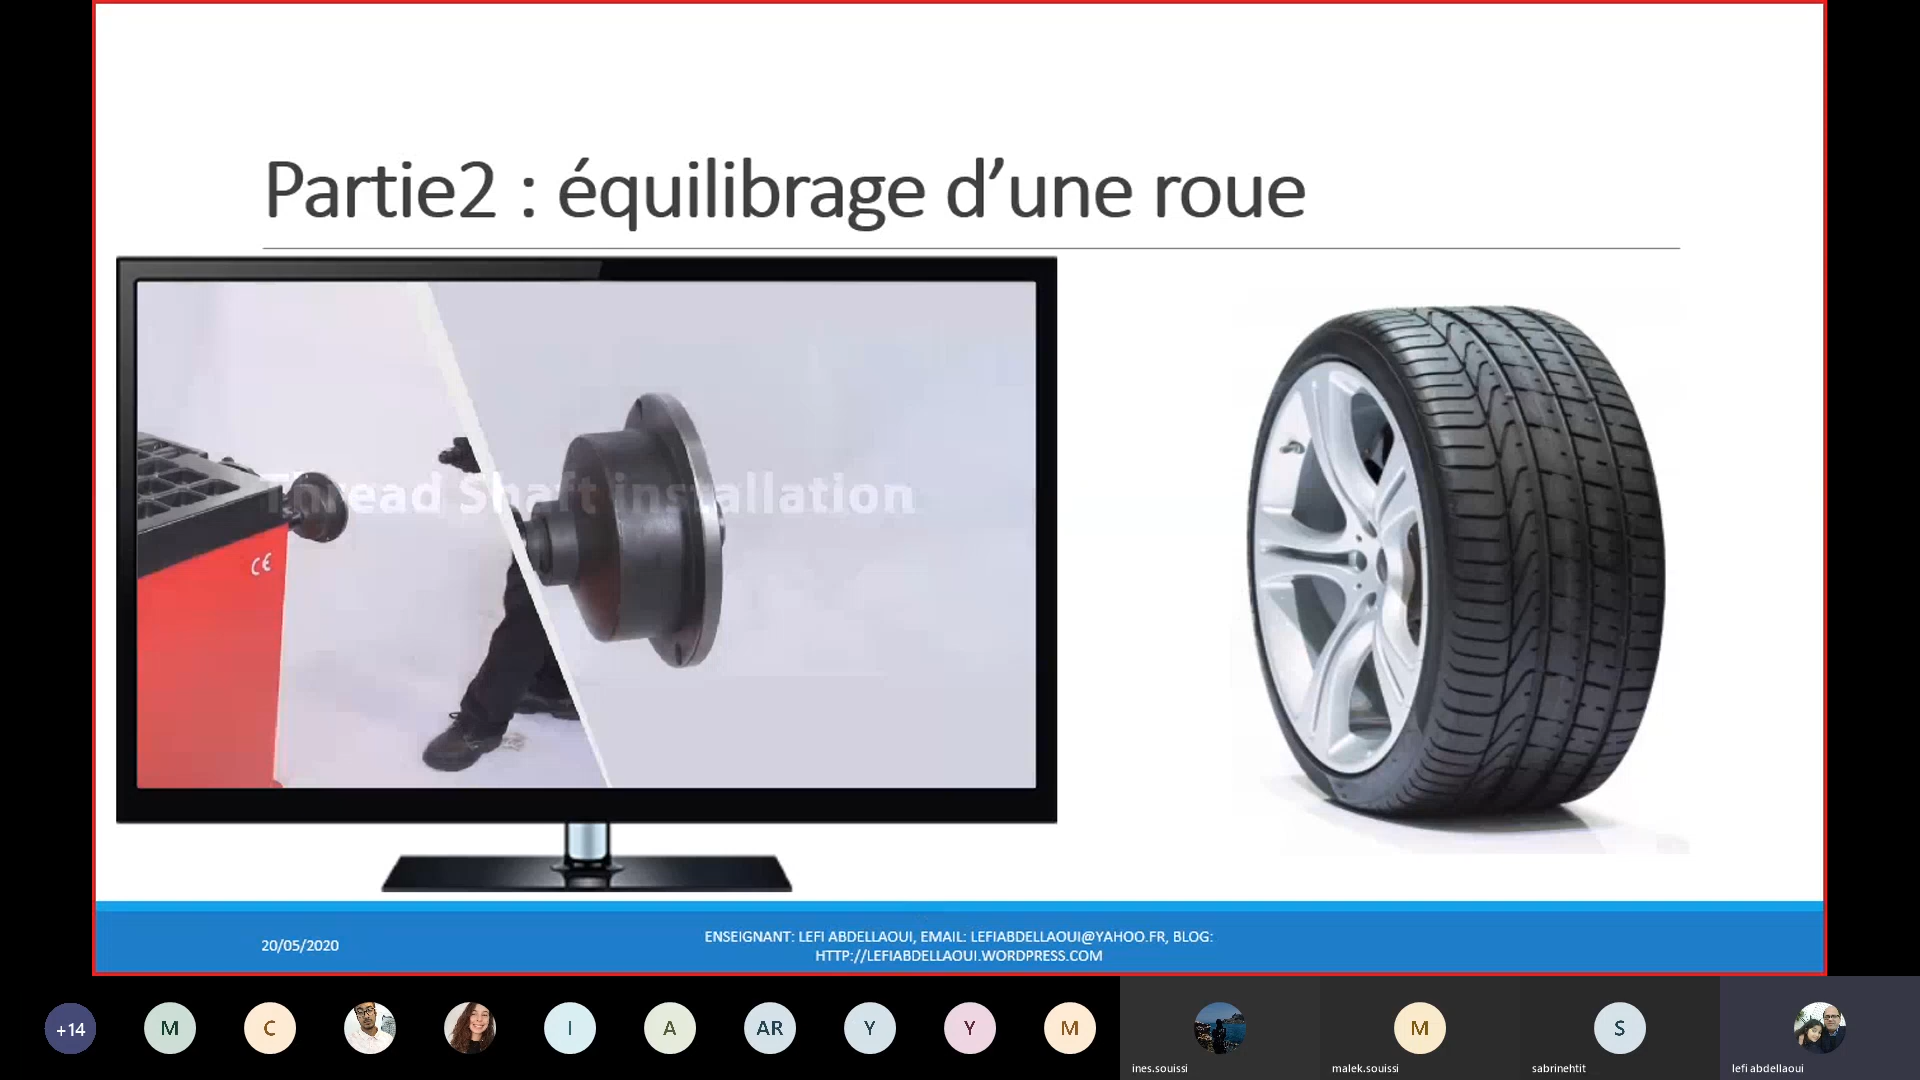 Partie2 : équilibrage d’une roue
Thread Shaft installation
CE
20/05/2020
ENSEIGNANT: LEFI ABDELLAOUI, EMAIL: LEFIABDELLAOUI@YAHOO.FR, BLOG:
HTTP://LEFIABDELLAOUI.WORDPRESS.COM
+14
M
C
I
A
AR
Y
Y
M
M
S
ines.souissi
malek.souissi
sabrinehtit
lefi abdellaoui